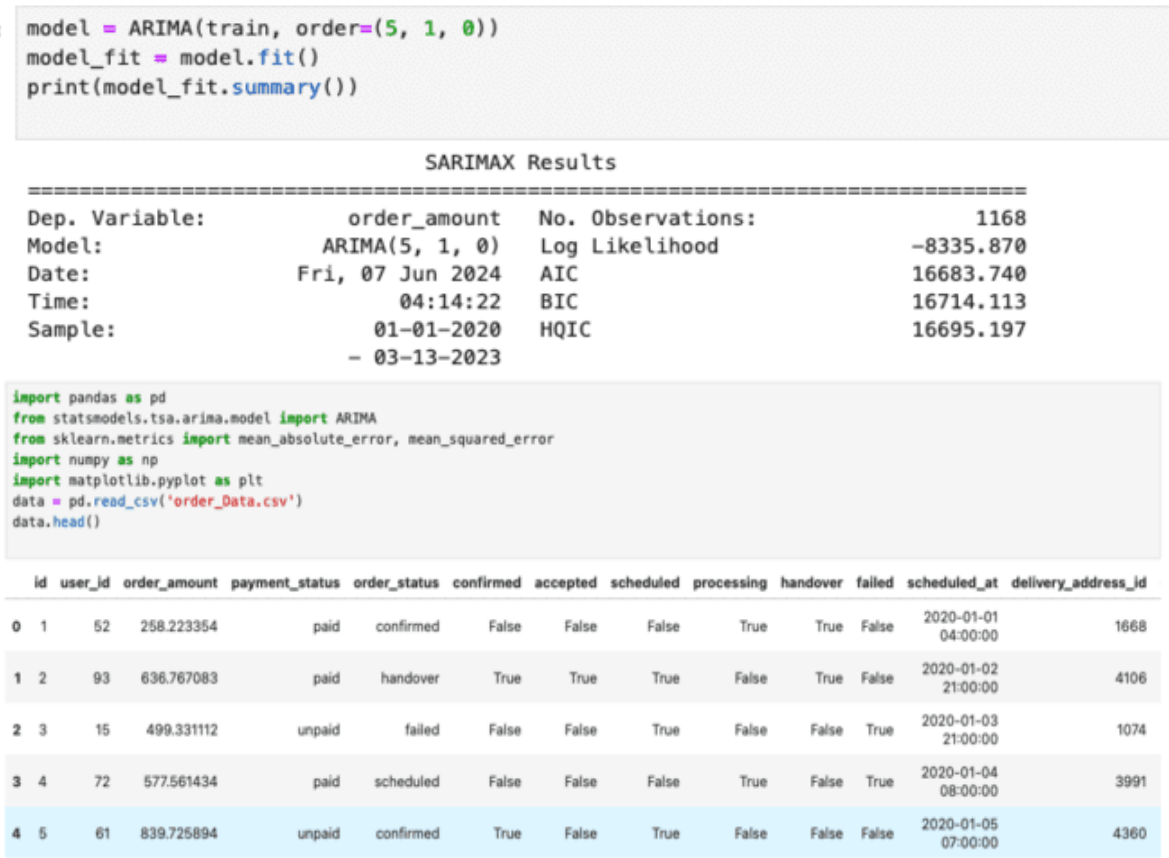 model = ARIMA(train, order=(5, 1, 0))
model_fit = model.fit()
print(model_fit.summary())
SARIMAX Results
==============================================================================
Dep. Variable: order_amount No. Observations: 1168
Model: ARIMA(5, 1, 0) Log Likelihood -8335.870
Date: Fri, 07 Jun 2024 AIC 16683.740
Time: 04:14:22 BIC 16714.113
Sample: 01-01-2020 HQIC 16695.197
- 03-13-2023
import pandas as pd
from statsmodels.tsa.arima.model import ARIMA
from sklearn.metrics import mean_absolute_error, mean_squared_error
import numpy as np
import matplotlib.pyplot as plt
data = pd.read_csv('order_Data.csv')
data.head()
id user_id order_amount payment_status order_status confirmed accepted scheduled processing handover failed scheduled_at delivery_address_id
0 1 52 258.223354 paid confirmed False False False True True False 2020-01-01 04:00:00 1668
1 2 93 636.767083 paid handover True True True False True False 2020-01-02 21:00:00 4106
2 3 15 499.331112 unpaid failed False False True False False True 2020-01-03 21:00:00 1074
3 4 72 577.561434 paid scheduled False False False True False True 2020-01-04 08:00:00 3991
4 5 61 839.725894 unpaid confirmed True False True False False False 2020-01-05 07:00:00 4360